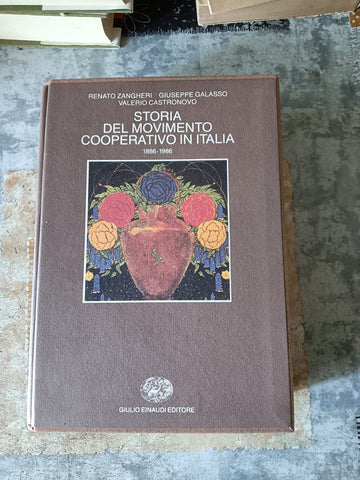 RENATO ZANGHERI · GIUSEPPE GALASSO
VALERIO CASTRONOVO
STORIA
DEL MOVIMENTO
COOPERATIVO IN ITALIA
1886-1986
GIULIO EINAUDI EDITORE